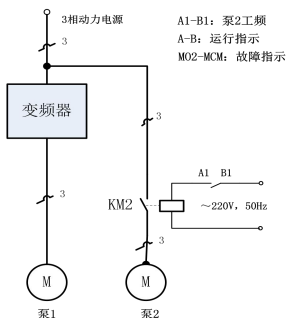 3相动力电源
A1-B1：泵2工频
A-B：运行指示
MO2-MCM：故障指示
3
3
变频器
3
A1 B1
KM2
～220V，50Hz
3
M
M
泵1
泵2